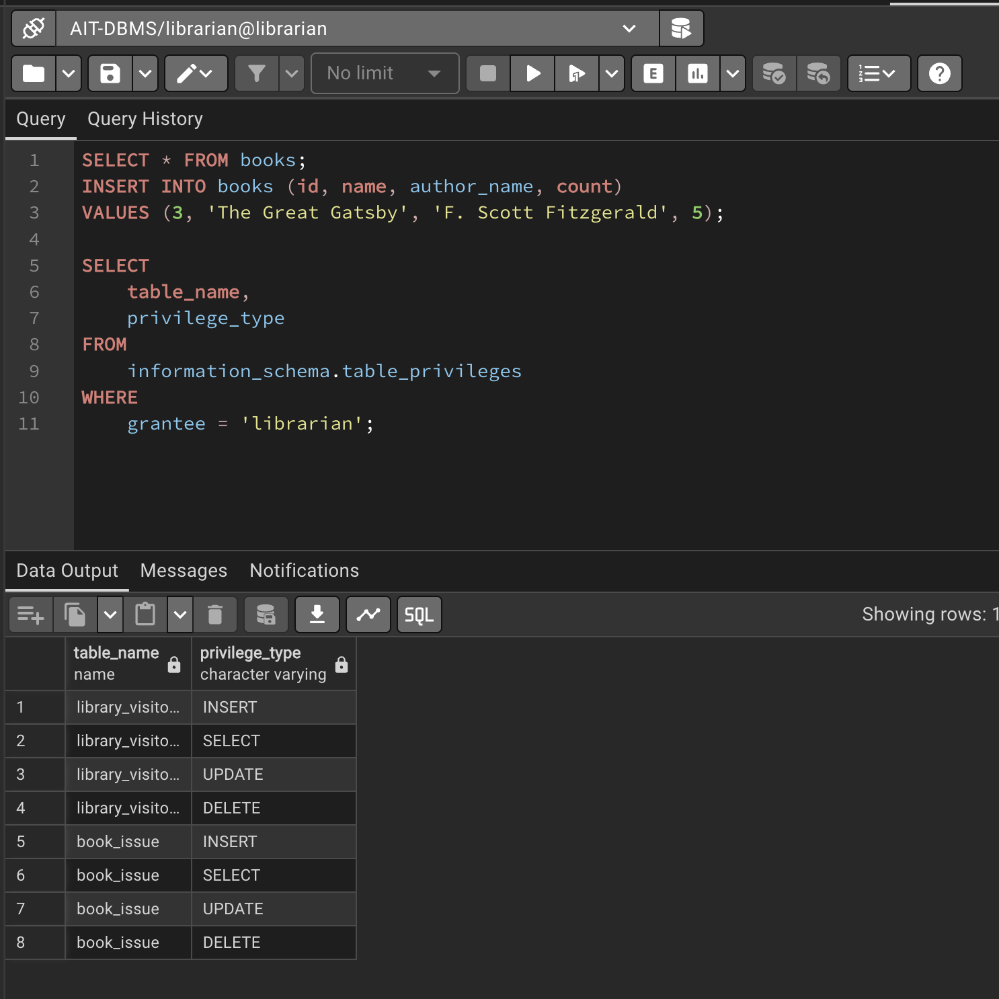 AIT-DBMS/librarian@librarian
No limit
E
Query Query History
1 SELECT * FROM books;
2 INSERT INTO books (id, name, author_name, count)
3 VALUES (3, 'The Great Gatsby', 'F. Scott Fitzgerald', 5);
4
5 SELECT
6 table_name,
7 privilege_type
8 FROM
9 information_schema.table_privileges
10 WHERE
11 grantee = 'librarian';
Data Output Messages Notifications
SQL Showing rows: 1
table_name privilege_type
name character varying
1 library_visito... INSERT
2 library_visito... SELECT
3 library_visito... UPDATE
4 library_visito... DELETE
5 book_issue INSERT
6 book_issue SELECT
7 book_issue UPDATE
8 book_issue DELETE